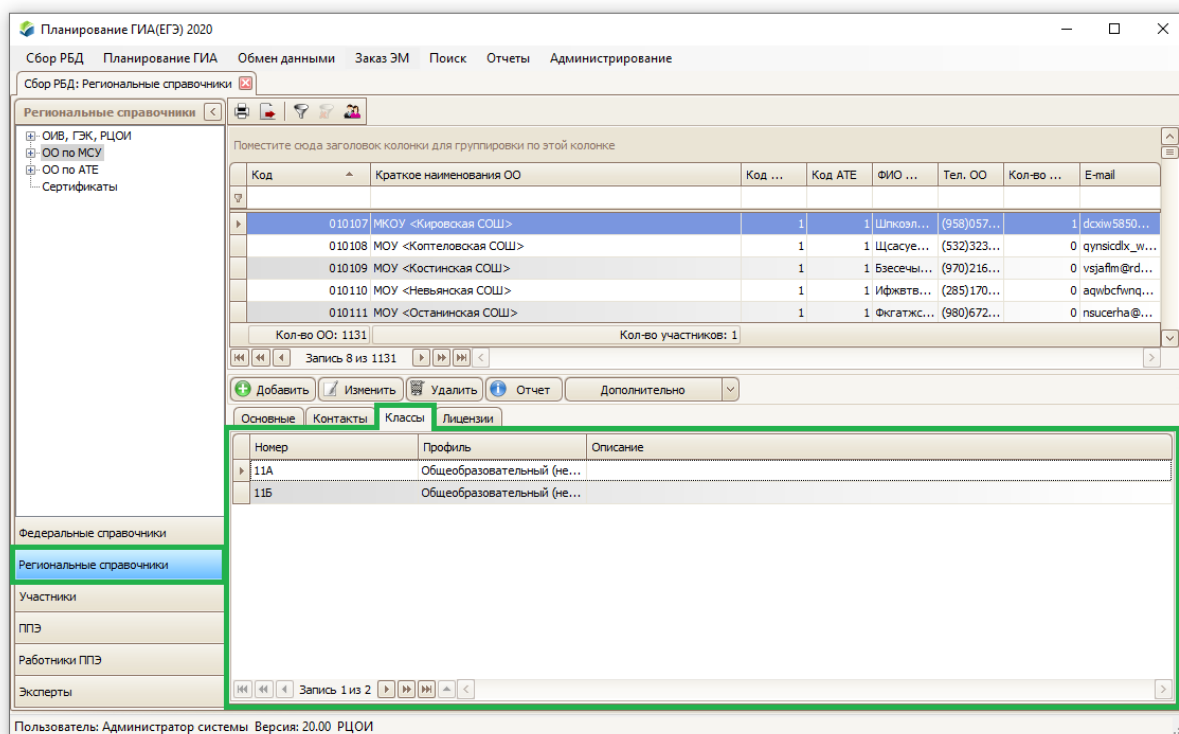 Планирование ГИА(ЕГЭ) 2020
Сбор РБД Планирование ГИА Обмен данными Заказ ЭМ Поиск Отчеты Администрирование
Сбор РБД: Региональные справочники
Региональные справочники
ОИВ, ГЭК, РЦОИ
ОО по МСУ
ОО по АТЕ
Сертификаты
Федеральные справочники
Региональные справочники
Участники
ППЭ
Работники ППЭ
Эксперты
Поместите сюда заголовок колонки для группировки по этой колонке
Код Краткое наименования ОО Код ... Код АТЕ ФИО ... Тел. ОО Кол-во ... E-mail
010107 МКОУ <Кировская СОШ> 1 1 Шпкоэл... (958)057... 1 dcxiw5850...
010108 МОУ <Коптеловская СОШ> 1 1 Щсасуе... (532)323... 0 qynsicdlx_w...
010109 МОУ <Костинская СОШ> 1 1 Бзесечы... (970)216... 0 vsjaflm@rd...
010110 МОУ <Невьянская СОШ> 1 1 Ифжвтв... (285)170... 0 aqwbcfwnq...
010111 МОУ <Останинская СОШ> 1 1 Фкгатжс... (980)672... 0 nsucerha@...
Кол-во ОО: 1131 Кол-во участников: 1
Запись 8 из 1131
Добавить Изменить Удалить Отчет Дополнительно
Основные Контакты Классы Лицензии
Номер Профиль Описание
11А Общеобразовательный (не...
11Б Общеобразовательный (не...
Запись 1 из 2
Пользователь: Администратор системы Версия: 20.00 РЦОИ